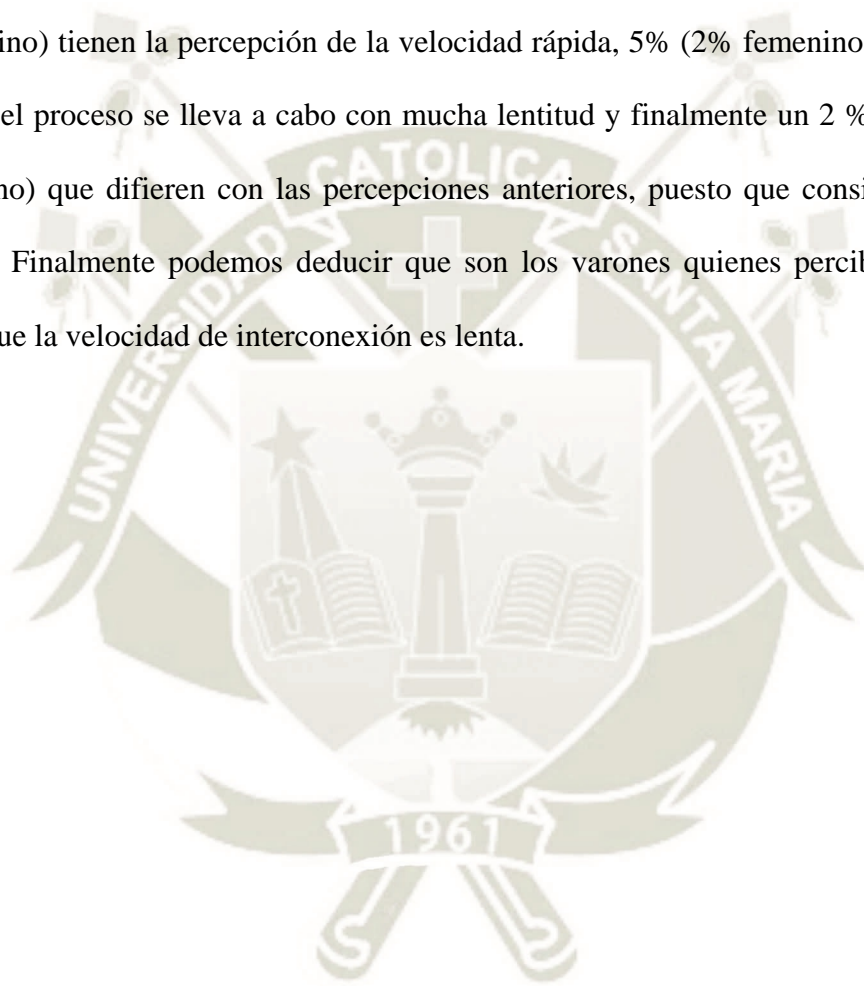 ino) tienen la percepción de la velocidad rápida, 5% (2% femenino
el proceso se lleva a cabo con mucha lentitud y finalmente un 2 %
no) que difieren con las percepciones anteriores, puesto que consi
Finalmente podemos deducir que son los varones quienes percib
ue la velocidad de interconexión es lenta.
UNIVERSIDAD CATOLICA SANTA MARIA
1961